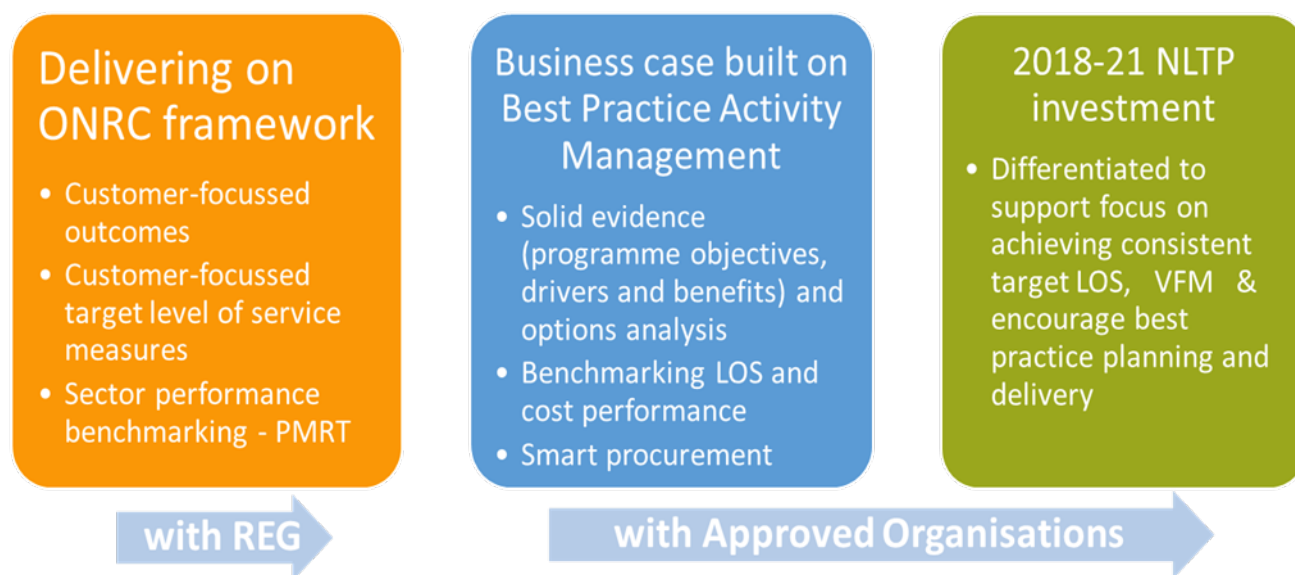 Delivering on
ONRC framework
• Customer-focussed
outcomes
• Customer-focussed
target level of service
measures
• Sector performance
benchmarking - PMRT
Business case built on
Best Practice Activity
Management
• Solid evidence
(programme objectives,
drivers and benefits) and
options analysis
• Benchmarking LOS and
cost performance
• Smart procurement
2018-21 NLTP
investment
• Differentiated to
support focus on
achieving consistent
target LOS, VFM &
encourage best
practice planning and
delivery
with REG
with Approved Organisations